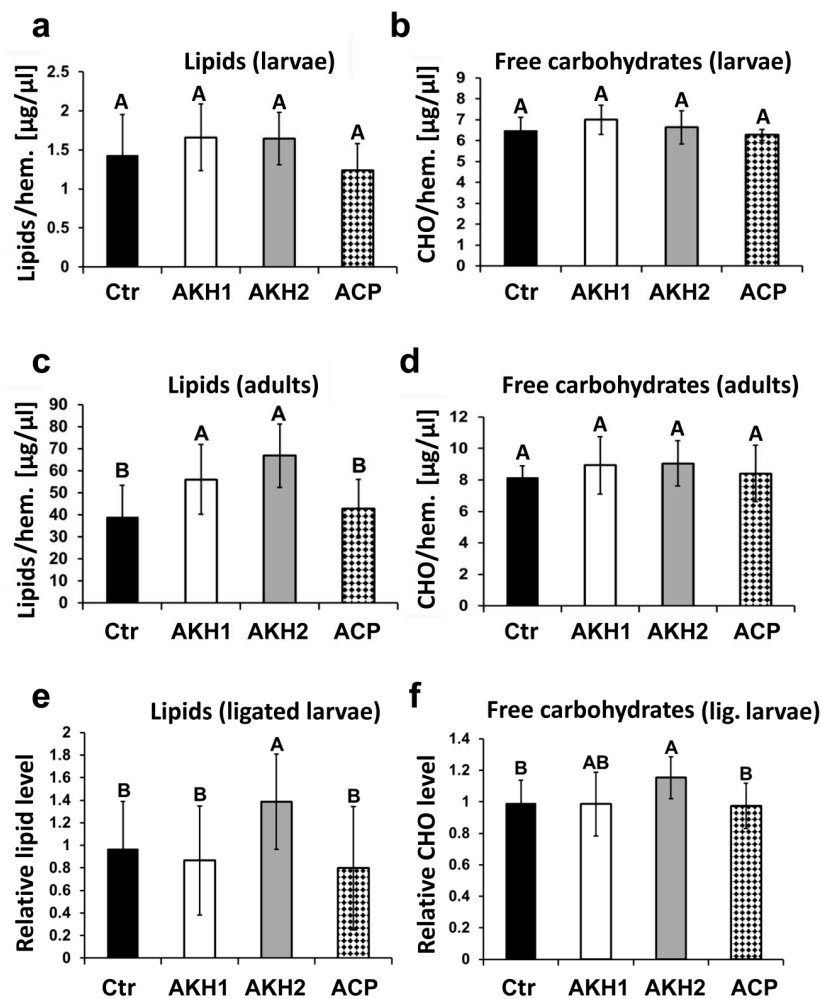 a
Lipids (larvae)
Lipids/hem. [µg/µl]
2.5
2
1.5
1
0.5
0
A
A
A
A
Ctr AKH1 AKH2 ACP
b
Free carbohydrates (larvae)
CHO/hem. [µg/µl]
9
8
7
6
5
4
3
2
1
0
A
A
A
A
Ctr AKH1 AKH2 ACP
c
Lipids (adults)
Lipids/hem. [µg/µl]
90
80
70
60
50
40
30
20
10
0
B
A
A
B
Ctr AKH1 AKH2 ACP
d
Free carbohydrates (adults)
CHO/hem. [µg/µl]
12
10
8
6
4
2
0
A
A
A
A
Ctr AKH1 AKH2 ACP
e
Lipids (ligated larvae)
Relative lipid level
2
1.8
1.6
1.4
1.2
1
0.8
0.6
0.4
0.2
0
B
B
A
B
Ctr AKH1 AKH2 ACP
f
Free carbohydrates (lig. larvae)
Relative CHO level
1.4
1.2
1
0.8
0.6
0.4
0.2
0
B
AB
A
B
Ctr AKH1 AKH2 ACP